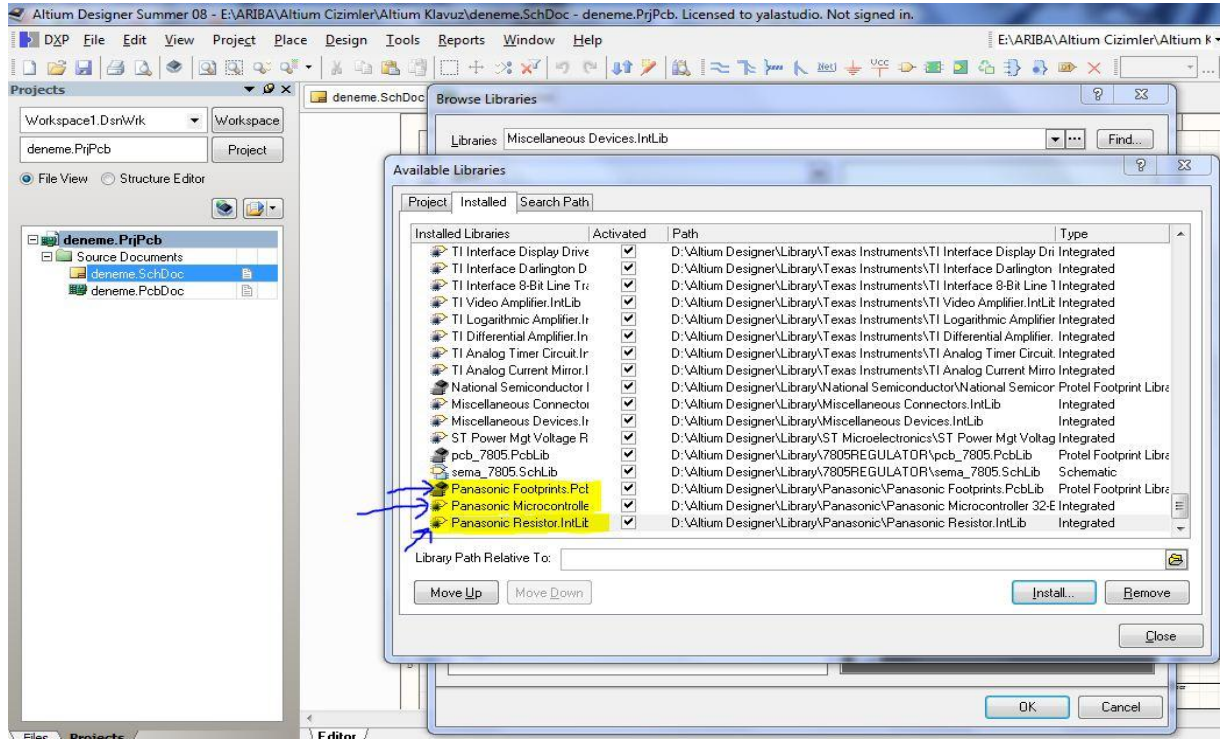 Altium Designer Summer 08 - E:\ARIBA\Altium Cizimler\Altium Klavuz\deneme.SchDoc - deneme.PrjPcb. Licensed to yalastudio. Not signed in.
DXP File Edit View Project Place Design Tools Reports Window Help E:\ARIBA\Altium Cizimler\Altium K
Projects
deneme.SchDoc
Workspace1.DsnWrk Workspace
deneme.PrjPcb Project
File View Structure Editor
deneme.PrjPcb
Source Documents
deneme.SchDoc
deneme.PcbDoc
Files Projects
Editor
Browse Libraries
Libraries Miscellaneous Devices.IntLib Find...
Available Libraries
Project Installed Search Path
Installed Libraries Activated Path Type
TI Interface Display Drive D:\Altium Designer\Library\Texas Instruments\TI Interface Display Dri Integrated
TI Interface Darlington D D:\Altium Designer\Library\Texas Instruments\TI Interface Darlington Integrated
TI Interface 8-Bit Line Tra D:\Altium Designer\Library\Texas Instruments\TI Interface 8-Bit Line T Integrated
TI Video Amplifier.IntLib D:\Altium Designer\Library\Texas Instruments\TI Video Amplifier.IntLit Integrated
TI Logarithmic Amplifier.Ir D:\Altium Designer\Library\Texas Instruments\TI Logarithmic Amplifier Integrated
TI Differential Amplifier.In D:\Altium Designer\Library\Texas Instruments\TI Differential Amplifier. Integrated
TI Analog Timer Circuit.Ir D:\Altium Designer\Library\Texas Instruments\TI Analog Timer Circuit. Integrated
TI Analog Current Mirror.I D:\Altium Designer\Library\Texas Instruments\TI Analog Current Mirro Integrated
National Semiconductor I D:\Altium Designer\Library\National Semiconductor\National Semicor Protel Footprint Libra
Miscellaneous Connector D:\Altium Designer\Library\Miscellaneous Connectors.IntLib Integrated
Miscellaneous Devices.Ir D:\Altium Designer\Library\Miscellaneous Devices.IntLib Integrated
ST Power Mgt Voltage R D:\Altium Designer\Library\ST Microelectronics\ST Power Mgt Voltag Integrated
pcb_7805.PcbLib D:\Altium Designer\Library\7805REGULATOR\pcb_7805.PcbLib Protel Footprint Libra
sema_7805.SchLib D:\Altium Designer\Library\7805REGULATOR\sema_7805.SchLib Schematic
Panasonic Footprints.Pcb D:\Altium Designer\Library\Panasonic\Panasonic Footprints.PcbLib Protel Footprint Libra
Panasonic Microcontrolle D:\Altium Designer\Library\Panasonic\Panasonic Microcontroller 32-E Integrated
Panasonic Resistor.IntLit D:\Altium Designer\Library\Panasonic\Panasonic Resistor.IntLib Integrated
Library Path Relative To:
Move Up Move Down Install... Remove
Close
OK Cancel